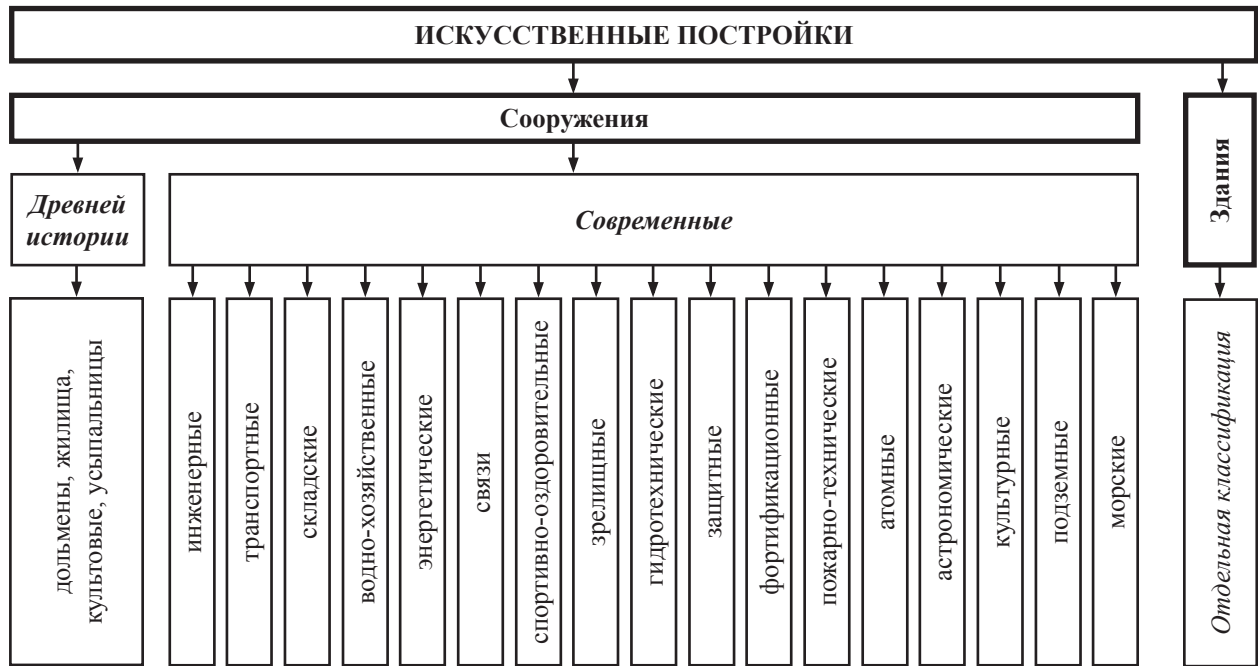 ИСКУССТВЕННЫЕ ПОСТРОЙКИ
Сооружения
Здания
Древней
истории
Современные
дольмены, жилища,
культовые, усыпальницы
инженерные
транспортные
складские
водно-хозяйственные
энергетические
связи
спортивно-оздоровительные
зрелищные
гидротехнические
защитные
фортификационные
пожарно-технические
атомные
астрономические
культурные
подземные
морские
Отдельная классификация